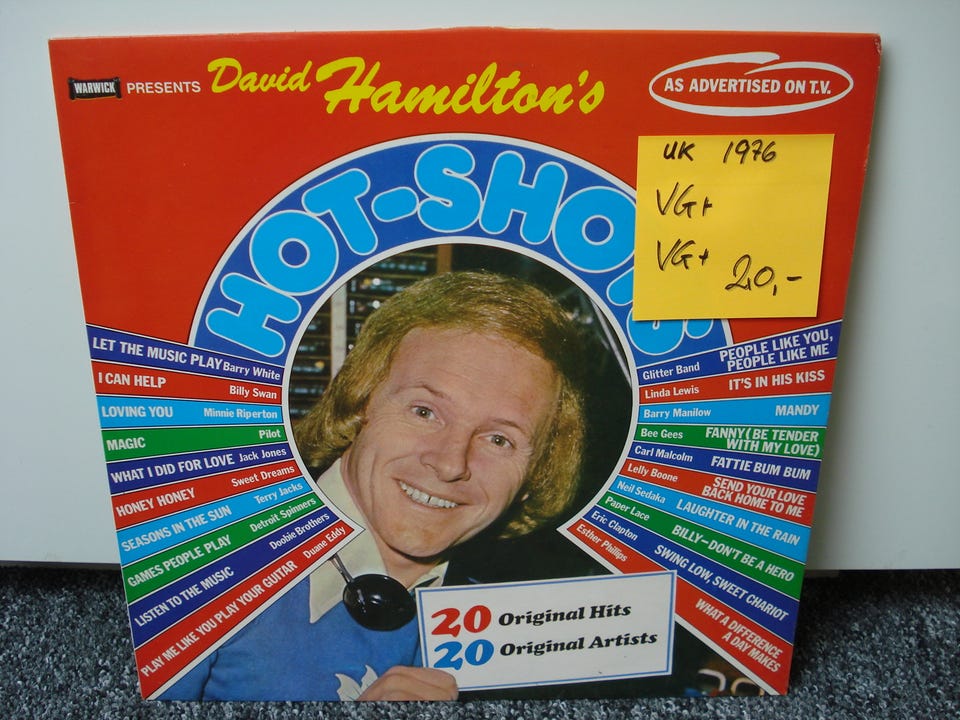 WARWICK PRESENTS David Hamilton's
AS ADVERTISED ON T.V.
HOT-SHO
UK 1976
VG+
VG+
20,-
LET THE MUSIC PLAY Barry White
I CAN HELP Billy Swan
LOVING YOU Minnie Riperton
MAGIC Pilot
WHAT I DID FOR LOVE Jack Jones
HONEY HONEY Sweet Dreams
SEASONS IN THE SUN Terry Jacks
GAMES PEOPLE PLAY Detroit Spinners
LISTEN TO THE MUSIC Doobie Brothers
PLAY ME LIKE YOU PLAY YOUR GUITAR Duane Eddy
Glitter Band PEOPLE LIKE YOU,
PEOPLE LIKE ME
Linda Lewis IT'S IN HIS KISS
Barry Manilow MANDY
Bee Gees FANNY (BE TENDER
WITH MY LOVE)
Carl Malcolm FATTIE BUM BUM
Lelly Boone SEND YOUR LOVE
BACK HOME TO ME
Neil Sedaka LAUGHTER IN THE RAIN
Paper Lace BILLY-DON'T BE A HERO
Eric Clapton SWING LOW, SWEET CHARIOT
Esther Phillips WHAT A DIFFERENCE
A DAY MAKES
20 Original Hits
20 Original Artists